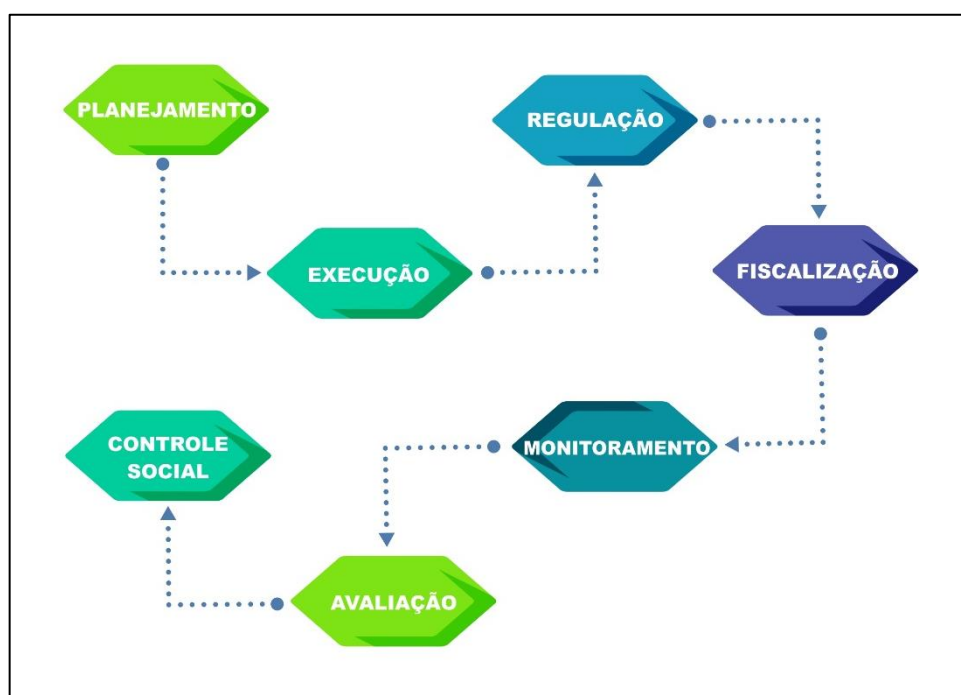 PLANEJAMENTO
EXECUÇÃO
REGULAÇÃO
FISCALIZAÇÃO
MONITORAMENTO
AVALIAÇÃO
CONTROLE
SOCIAL